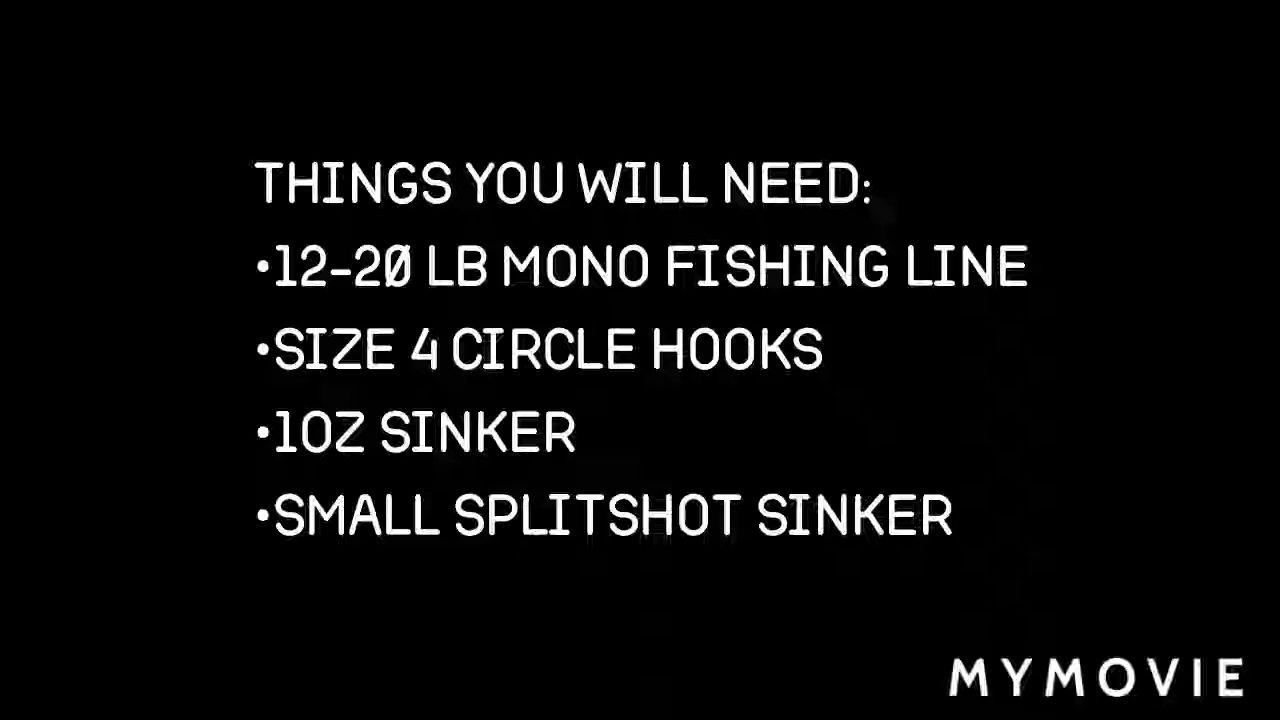 THINGS YOU WILL NEED:
•12-20 LB MONO FISHING LINE
•SIZE 4 CIRCLE HOOKS
•1OZ SINKER
•SMALL SPLITSHOT SINKER
MYMOVIE